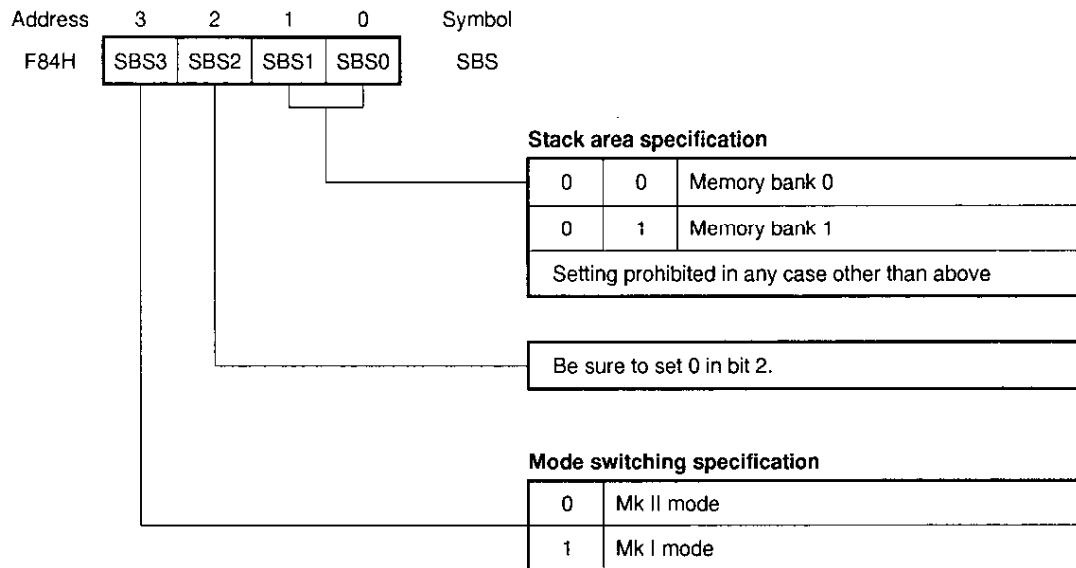 Address 3 2 1 0 Symbol
F84H SBS3 SBS2 SBS1 SBS0 SBS
Stack area specification
0 0 Memory bank 0
0 1 Memory bank 1
Setting prohibited in any case other than above
Be sure to set 0 in bit 2.
Mode switching specification
0 Mk II mode
1 Mk I mode